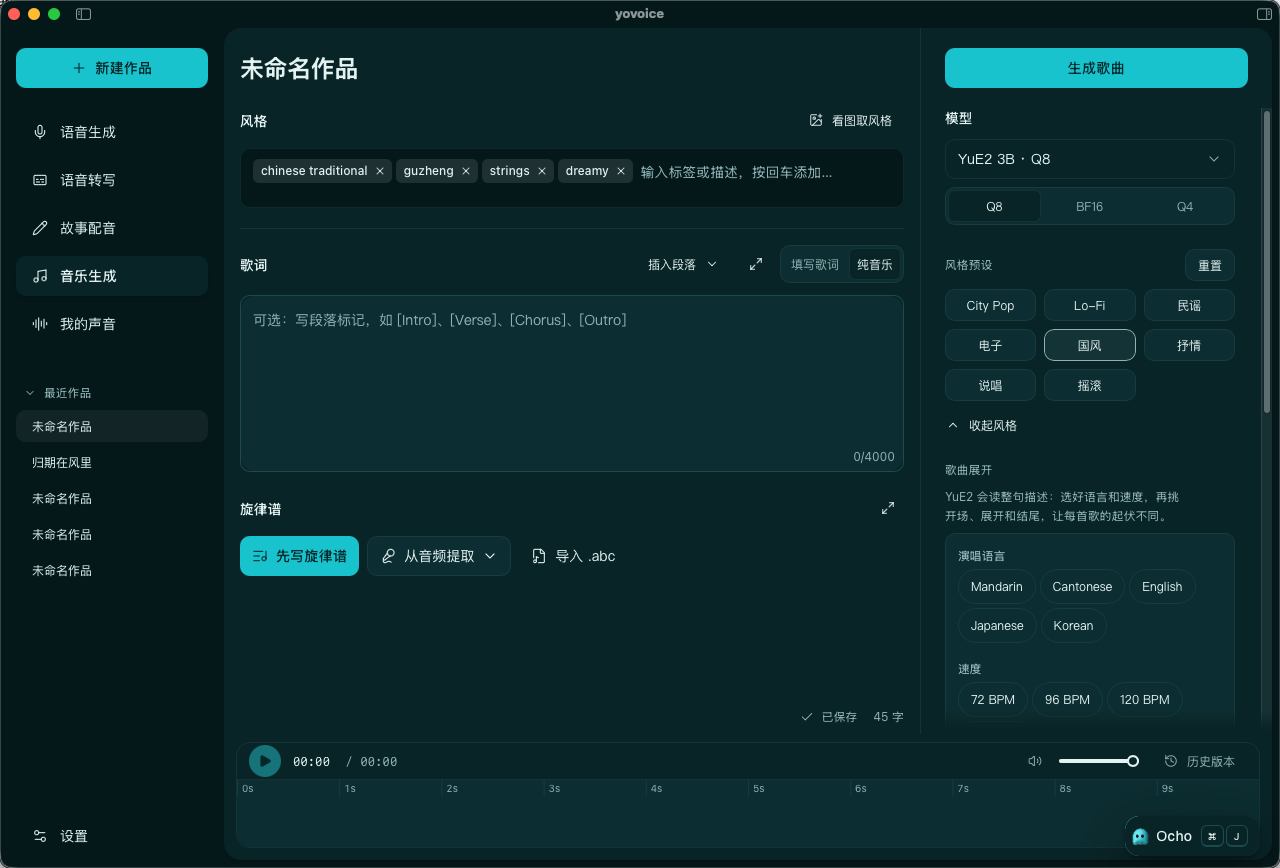 yovoice
新建作品
语音生成
语音转写
故事配音
音乐生成
我的声音
最近作品
未命名作品
归期在风里
未命名作品
未命名作品
未命名作品
设置
未命名作品
风格
看图取风格
chinese traditional
guzheng
strings
dreamy
输入标签或描述，按回车添加...
歌词
插入段落
填写歌词
纯音乐
可选：写段落标记，如 [Intro]、[Verse]、[Chorus]、[Outro]
0/4000
旋律谱
先写旋律谱
从音频提取
导入 .abc
已保存
45 字
生成歌曲
模型
YuE2 3B · Q8
Q8
BF16
Q4
风格预设
重置
City Pop
Lo-Fi
民谣
电子
国风
抒情
说唱
摇滚
收起风格
歌曲展开
YuE2 会读整句描述：选好语言和速度，再挑
开场、展开和结尾，让每首歌的起伏不同。
演唱语言
Mandarin
Cantonese
English
Japanese
Korean
速度
72 BPM
96 BPM
120 BPM
00:00 / 00:00
历史版本
0s
1s
2s
3s
4s
5s
6s
7s
8s
9s
Ocho
⌘
J